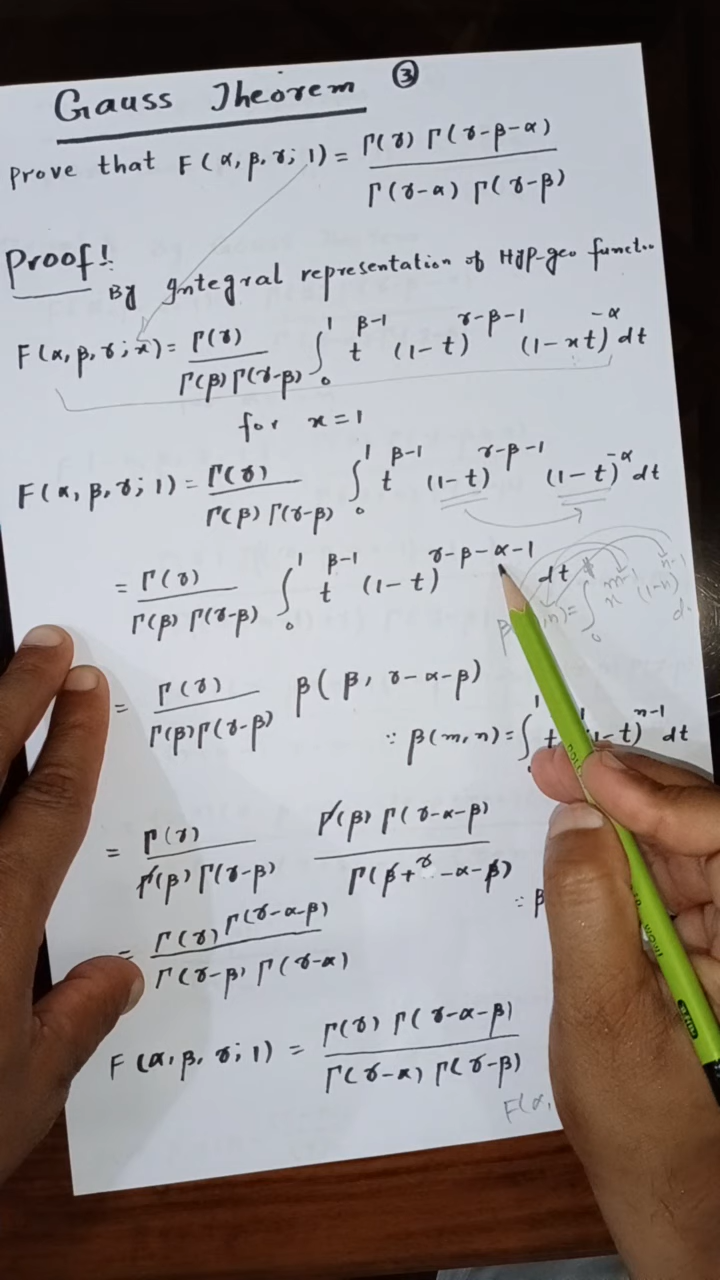 Gauss Theorem ③
Prove that F(α, β, γ; 1) = Γ(γ) Γ(γ-β-α) / Γ(γ-α) Γ(γ-β)
Proof!
By Integral representation of Hyp-geo functio
F(α, β, γ; x) = Γ(γ) / Γ(β) Γ(γ-β) ∫₀¹ t^(β-1) (1-t)^(γ-β-1) (1-xt)^(-α) dt
for x = 1
F(α, β, γ; 1) = Γ(γ) / Γ(β) Γ(γ-β) ∫₀¹ t^(β-1) (1-t)^(γ-β-1) (1-t)^(-α) dt
= Γ(γ) / Γ(β) Γ(γ-β) ∫₀¹ t^(β-1) (1-t)^(γ-β-α-1) dt
= Γ(γ) / Γ(β) Γ(γ-β) β(β, γ-α-β)
∵ β(m, n) = ∫ t (1-t)^(n-1) dt
= Γ(γ) / Γ(β) Γ(γ-β) Γ(β) Γ(γ-α-β) / Γ(β+γ-α-β)
∵ β
= Γ(γ) Γ(γ-α-β) / Γ(γ-β) Γ(γ-α)
F(α, β, γ; 1) = Γ(γ) Γ(γ-α-β) / Γ(γ-α) Γ(γ-β)
F(α,